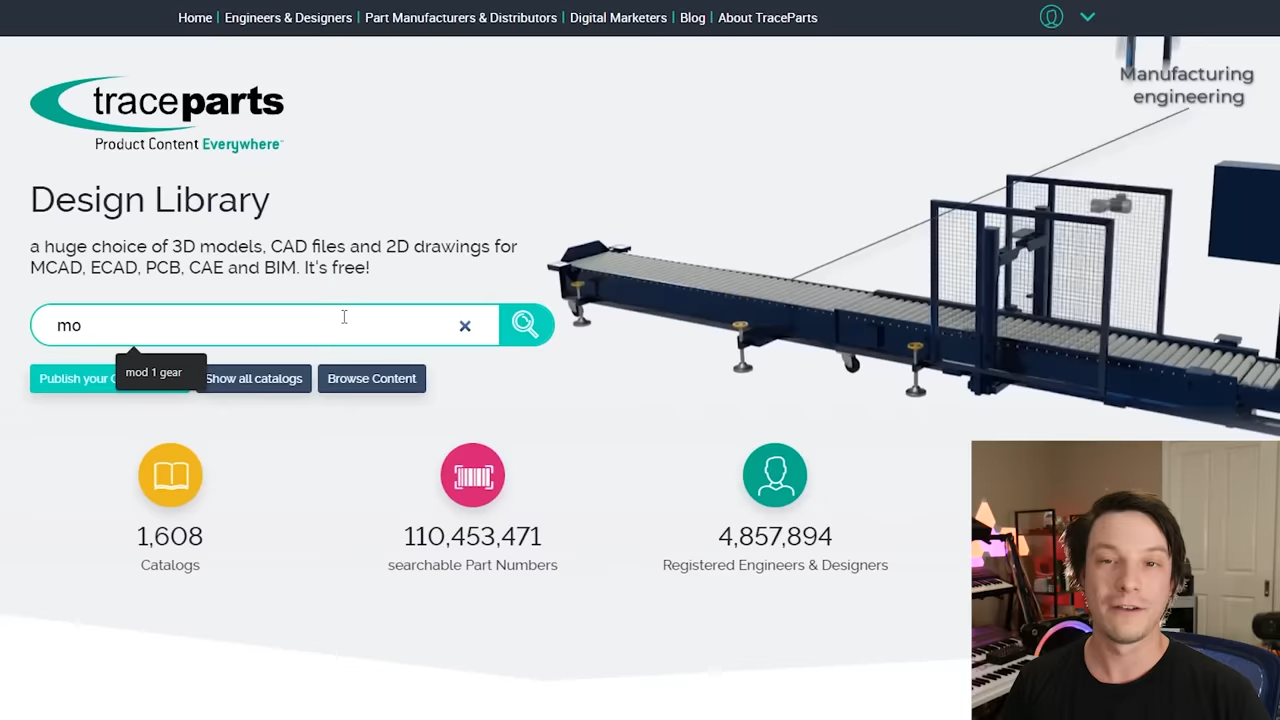 Home
Engineers & Designers
Part Manufacturers & Distributors
Digital Marketers
Blog
About TraceParts
Manufacturing
engineering
traceparts
Product Content Everywhere™
Design Library
a huge choice of 3D models, CAD files and 2D drawings for
MCAD, ECAD, PCB, CAE and BIM. It's free!
mo
mod 1 gear
Publish your
Show all catalogs
Browse Content
1,608
Catalogs
110,453,471
searchable Part Numbers
4,857,894
Registered Engineers & Designers